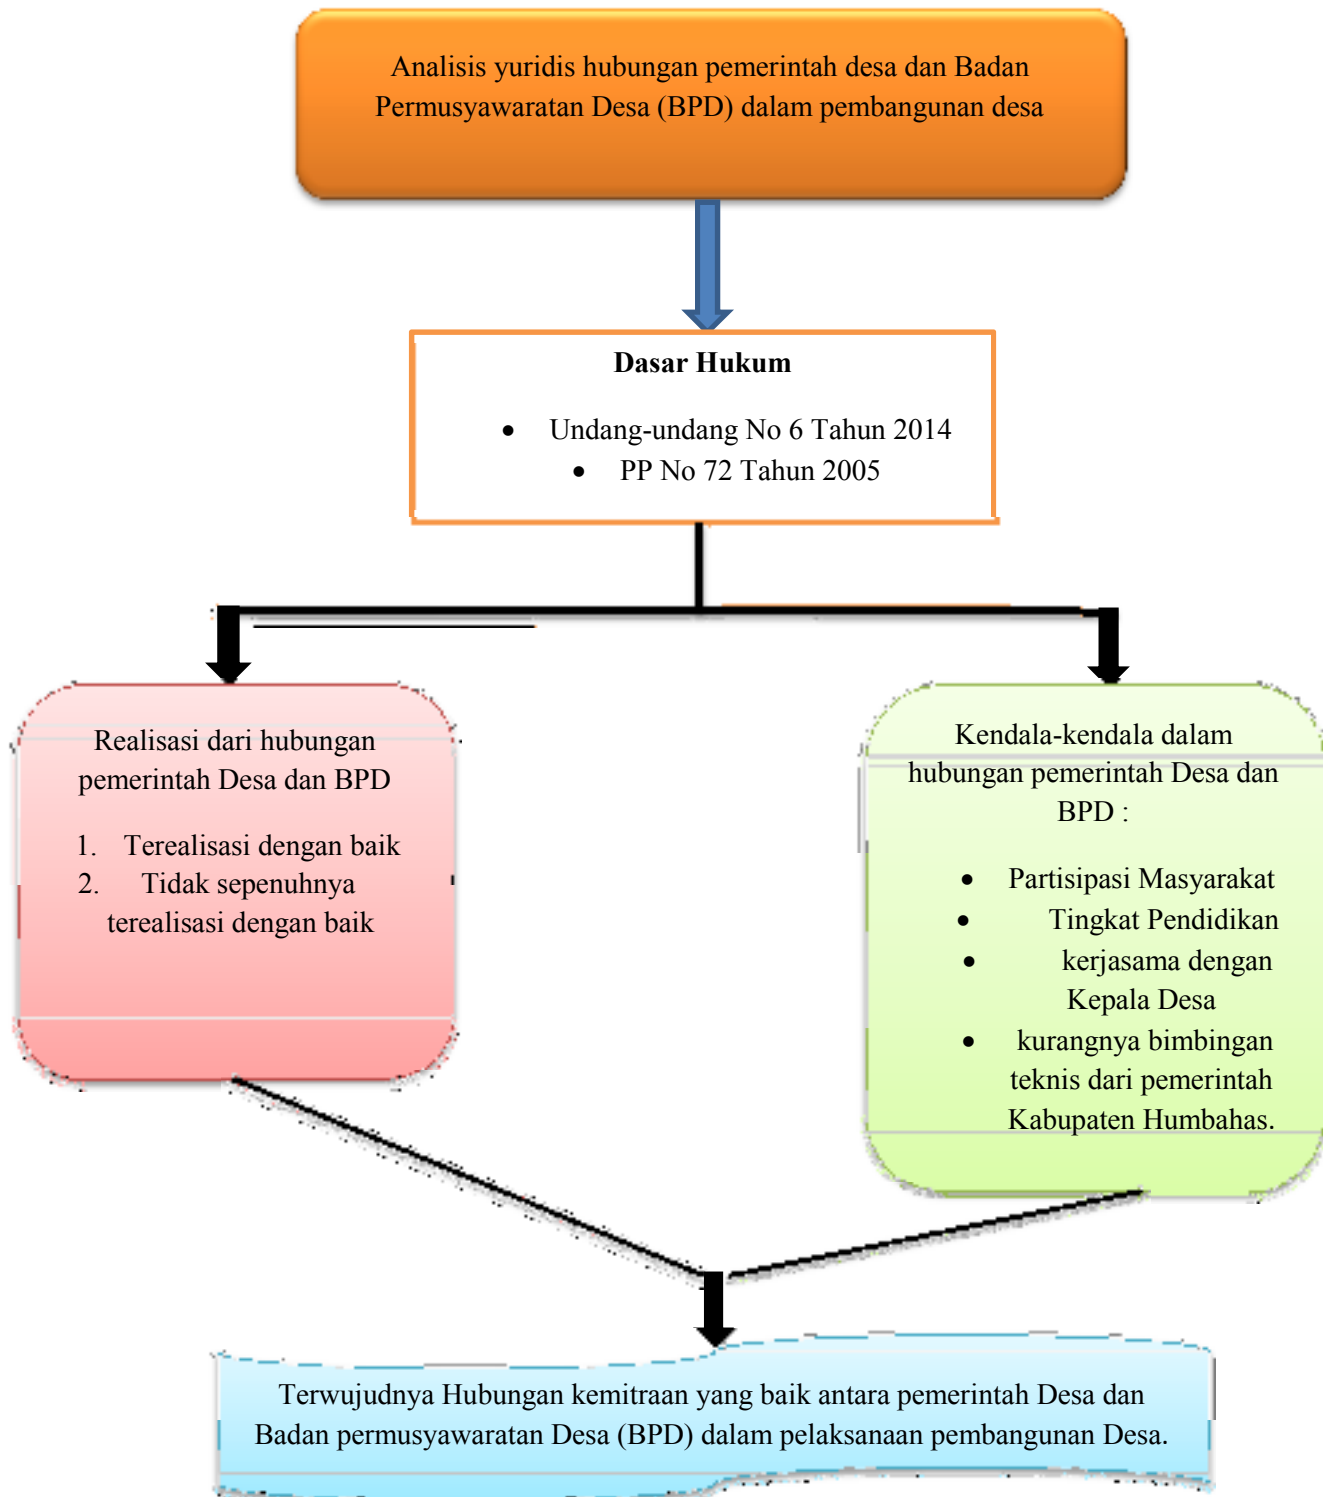 Analisis yuridis hubungan pemerintah desa dan Badan
Permusyawaratan Desa (BPD) dalam pembangunan desa
Dasar Hukum
• Undang-undang No 6 Tahun 2014
• PP No 72 Tahun 2005
Realisasi dari hubungan
pemerintah Desa dan BPD
1. Terealisasi dengan baik
2. Tidak sepenuhnya
terealisasi dengan baik
Kendala-kendala dalam
hubungan pemerintah Desa dan
BPD :
• Partisipasi Masyarakat
• Tingkat Pendidikan
• kerjasama dengan
Kepala Desa
• kurangnya bimbingan
teknis dari pemerintah
Kabupaten Humbahas.
Terwujudnya Hubungan kemitraan yang baik antara pemerintah Desa dan
Badan permusyawaratan Desa (BPD) dalam pelaksanaan pembangunan Desa.